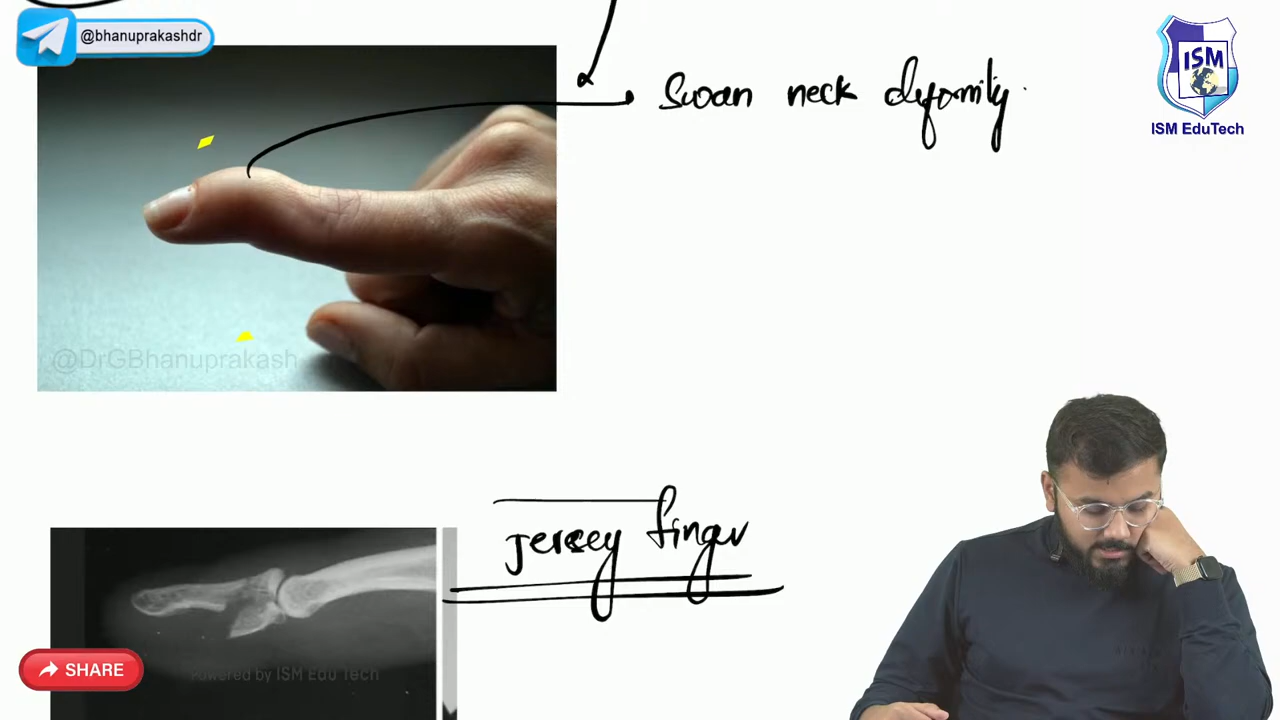 @bhanuprakashdr
ISM
ISM EduTech
Swan neck deformity.
@DrGBhanuprakash
Jersey finger
Powered by ISM Edu Tech
SHARE